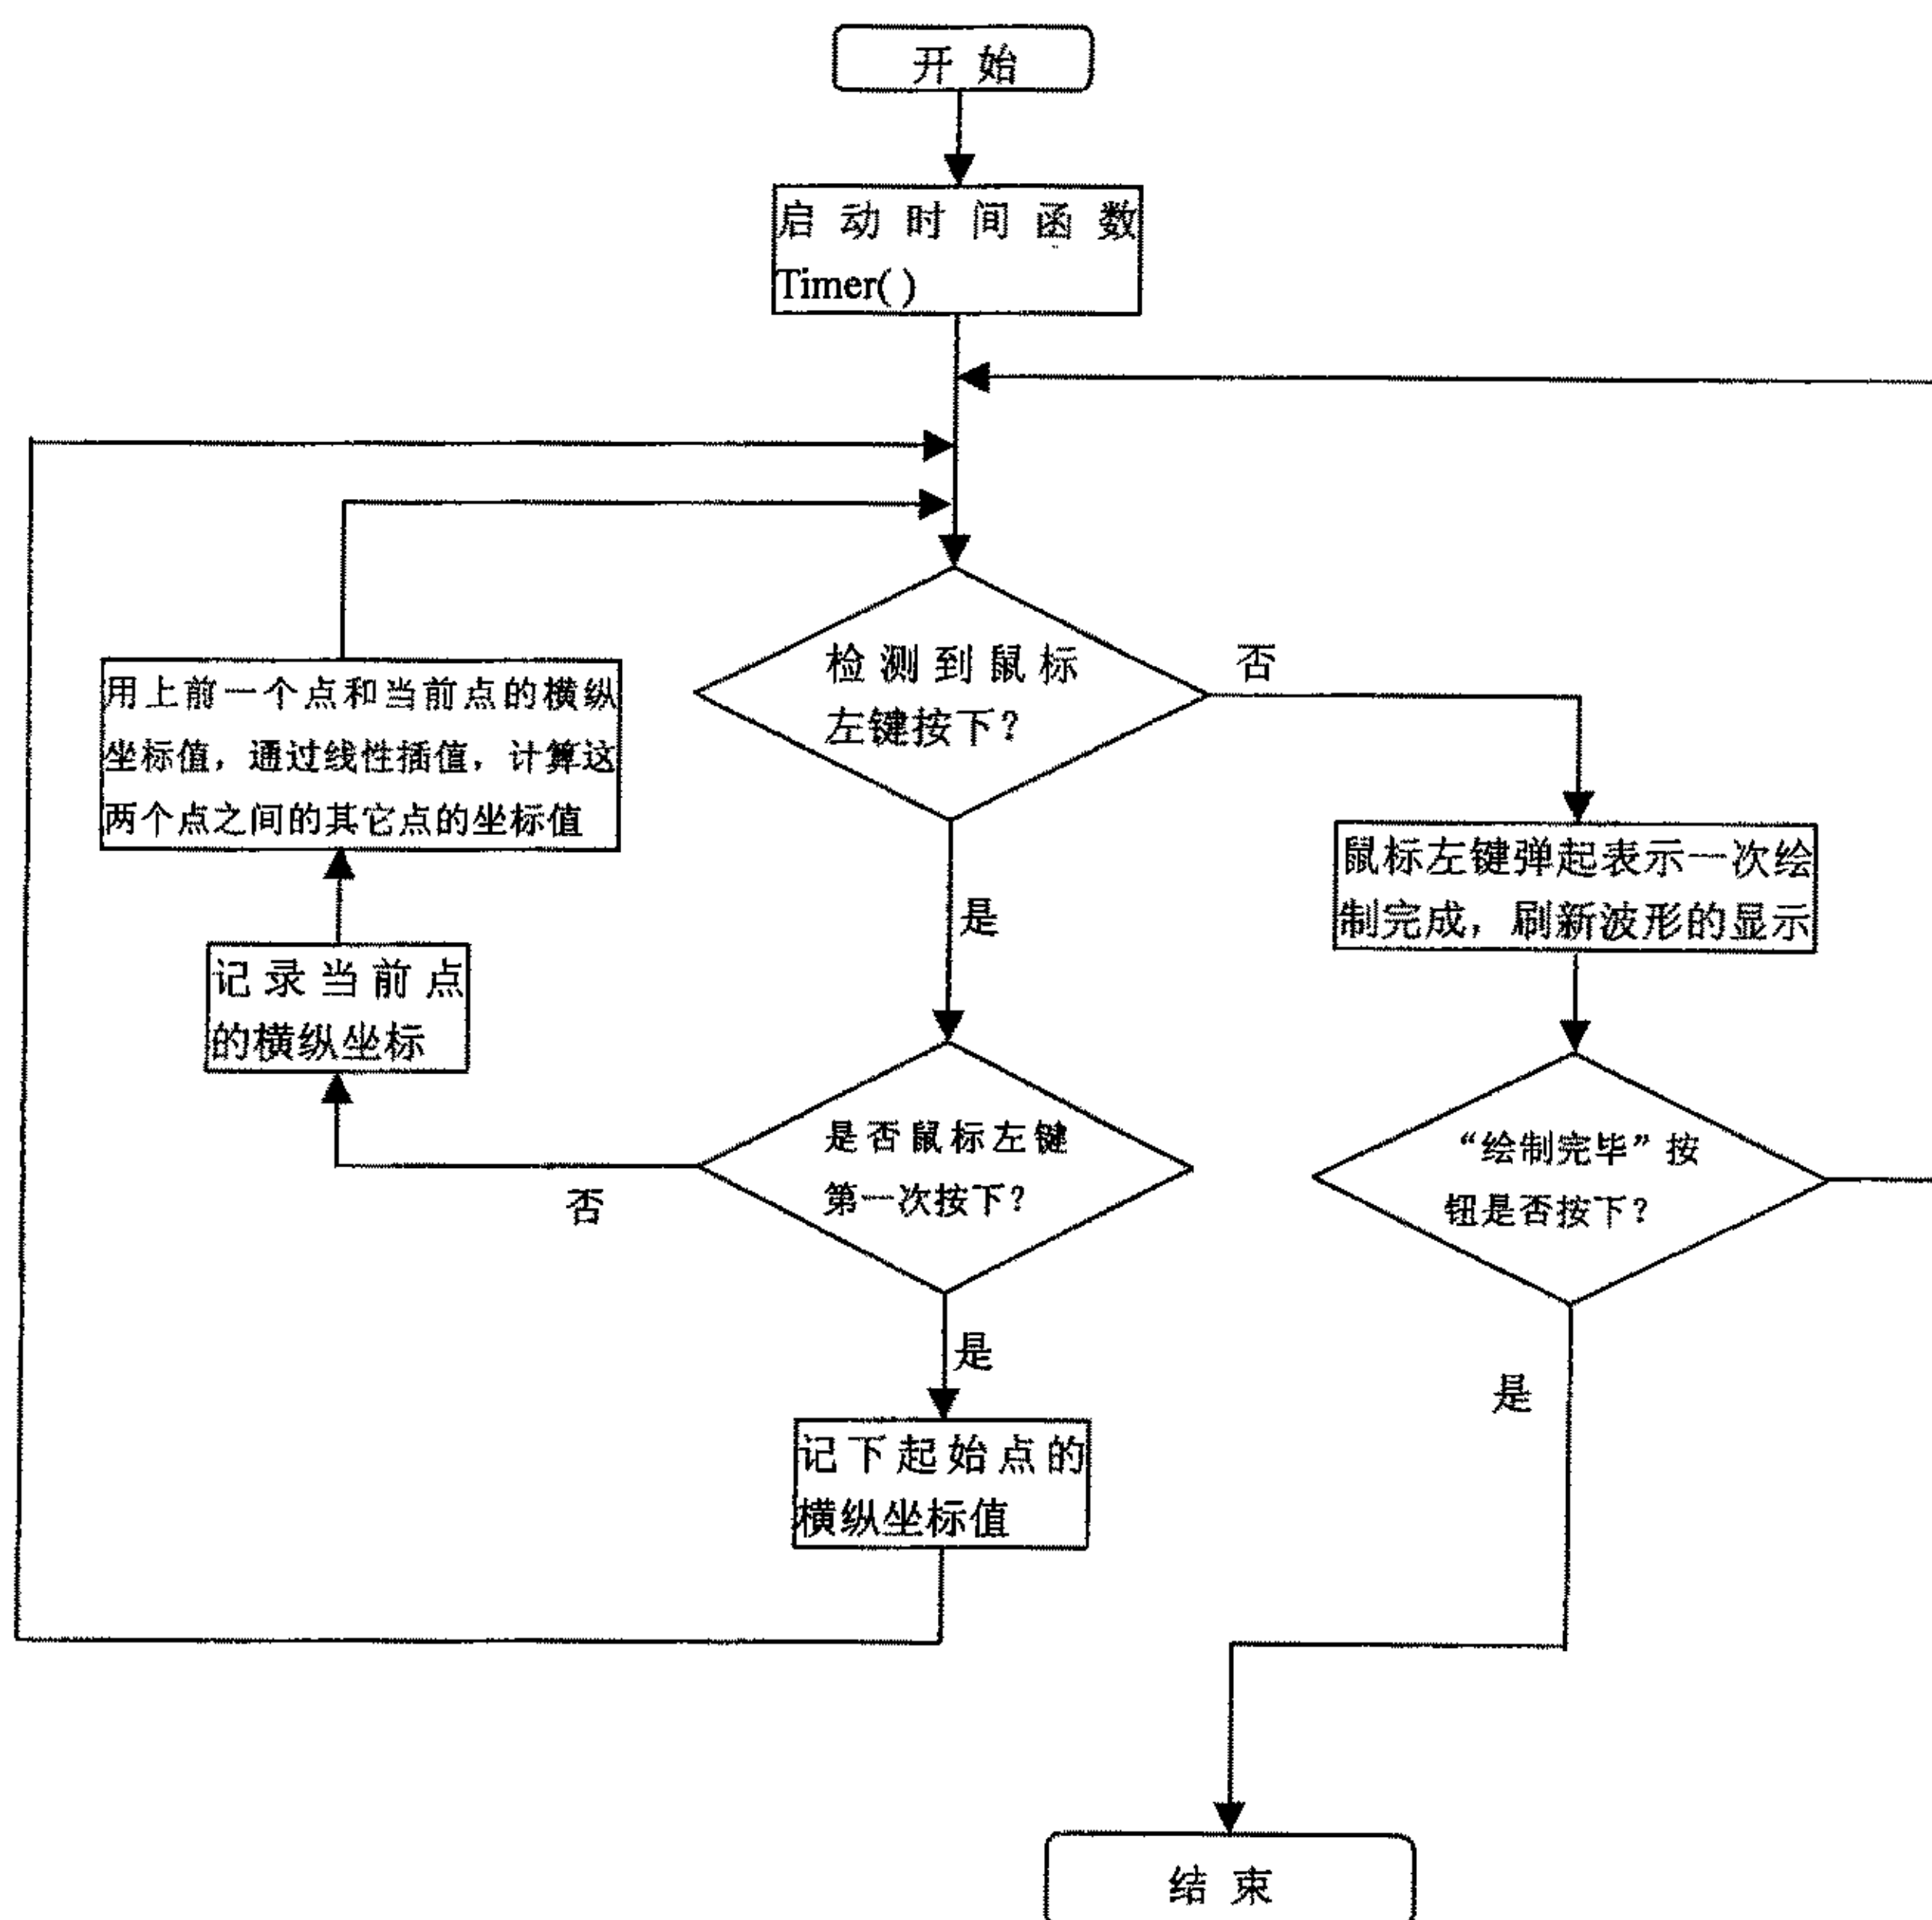 开 始
启 动 时 间 函 数
Timer( )
检 测 到 鼠 标
左键按下？
否
用上前一个点和当前点的横纵
坐标值，通过线性插值，计算这
两个点之间的其它点的坐标值
鼠标左键弹起表示一次绘
制完成，刷新波形的显示
是
记 录 当 前 点
的横纵坐标
是否鼠标左键
第一次按下？
否
“绘制完毕”按
钮是否按下？
是
是
记下起始点的
横纵坐标值
结 束